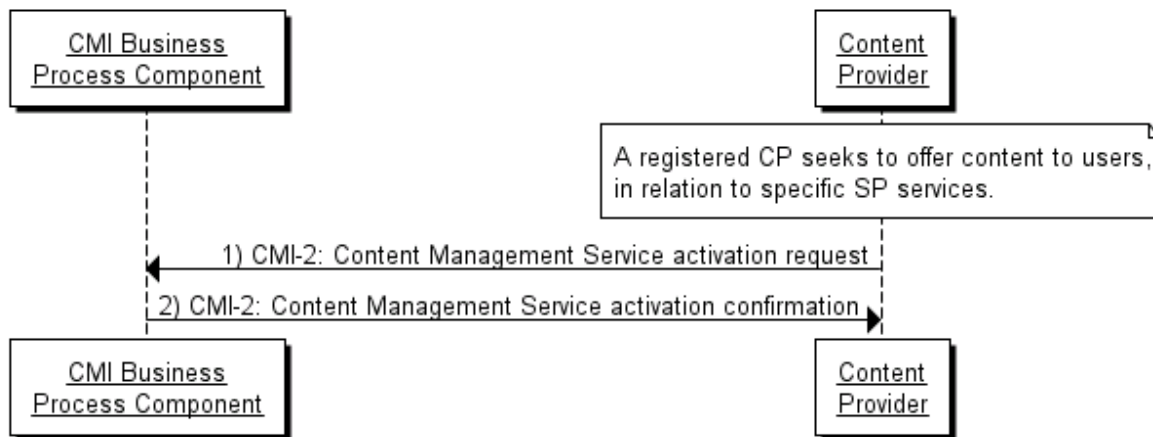 CMI Business
Process Component
Content
Provider
A registered CP seeks to offer content to users,
in relation to specific SP services.
1) CMI-2: Content Management Service activation request
2) CMI-2: Content Management Service activation confirmation
CMI Business
Process Component
Content
Provider